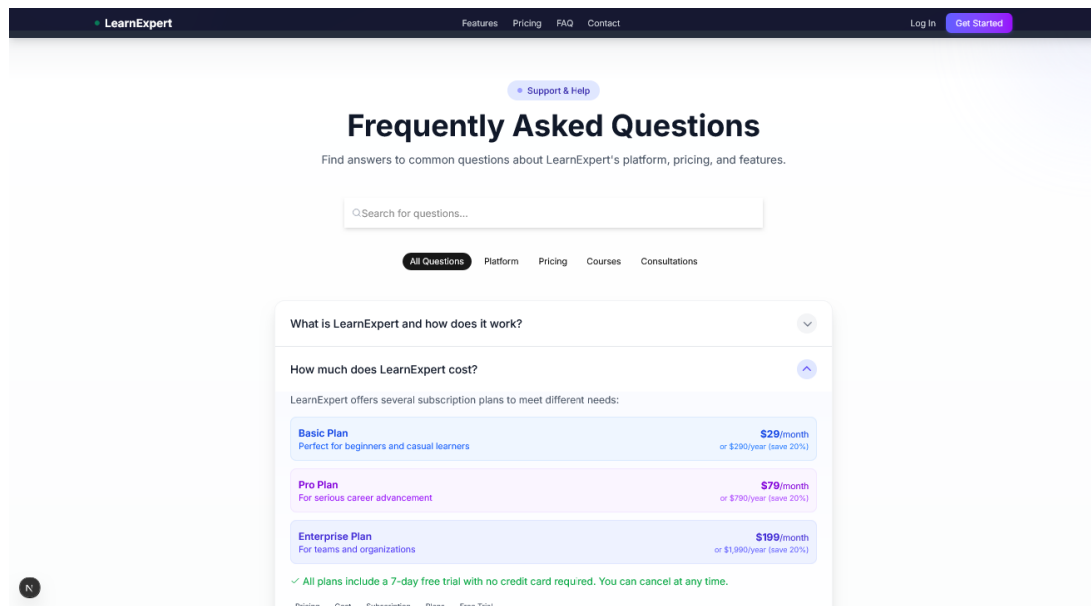 LearnExpert
Features Pricing FAQ Contact
Log In Get Started
Support & Help
Frequently Asked Questions
Find answers to common questions about LearnExpert's platform, pricing, and features.
Search for questions...
All Questions Platform Pricing Courses Consultations
What is LearnExpert and how does it work?
How much does LearnExpert cost?
LearnExpert offers several subscription plans to meet different needs:
Basic Plan $29/month
Perfect for beginners and casual learners or $290/year (save 20%)
Pro Plan $79/month
For serious career advancement or $790/year (save 20%)
Enterprise Plan $199/month
For teams and organizations or $1,990/year (save 20%)
All plans include a 7-day free trial with no credit card required. You can cancel at any time.
N
Pricing Cost Subscription Plans Free Trial